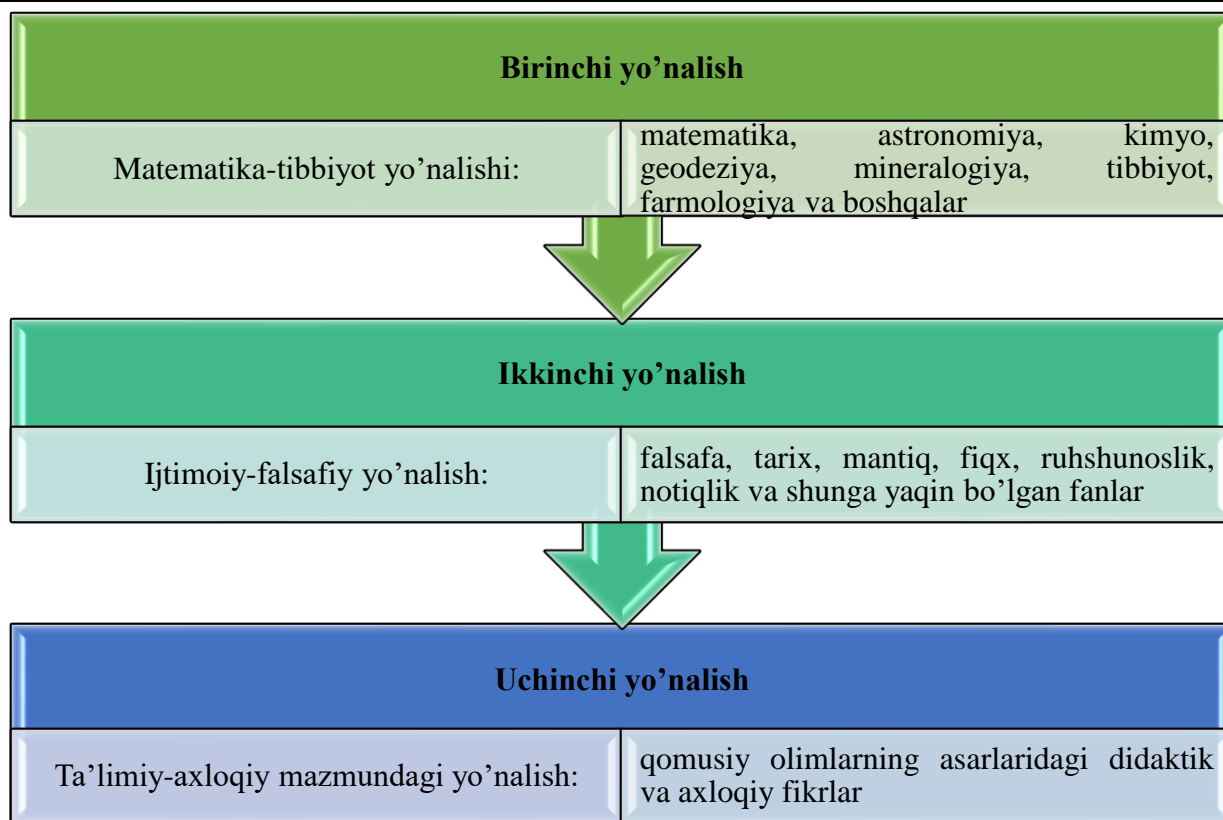 Birinchi yo’nalish
Matematika-tibbiyot yo’nalishi:
matematika, astronomiya, kimyo,
geodeziya, mineralogiya, tibbiyot,
farmologiya va boshqalar
Ikkinchi yo’nalish
Ijtimoiy-falsafiy yo’nalish:
falsafa, tarix, mantiq, fiqx, ruhshunoslik,
notiqlik va shunga yaqin bo’lgan fanlar
Uchinchi yo’nalish
Ta’limiy-axloqiy mazmundagi yo’nalish:
qomusiy olimlarning asarlaridagi didaktik
va axloqiy fikrlar